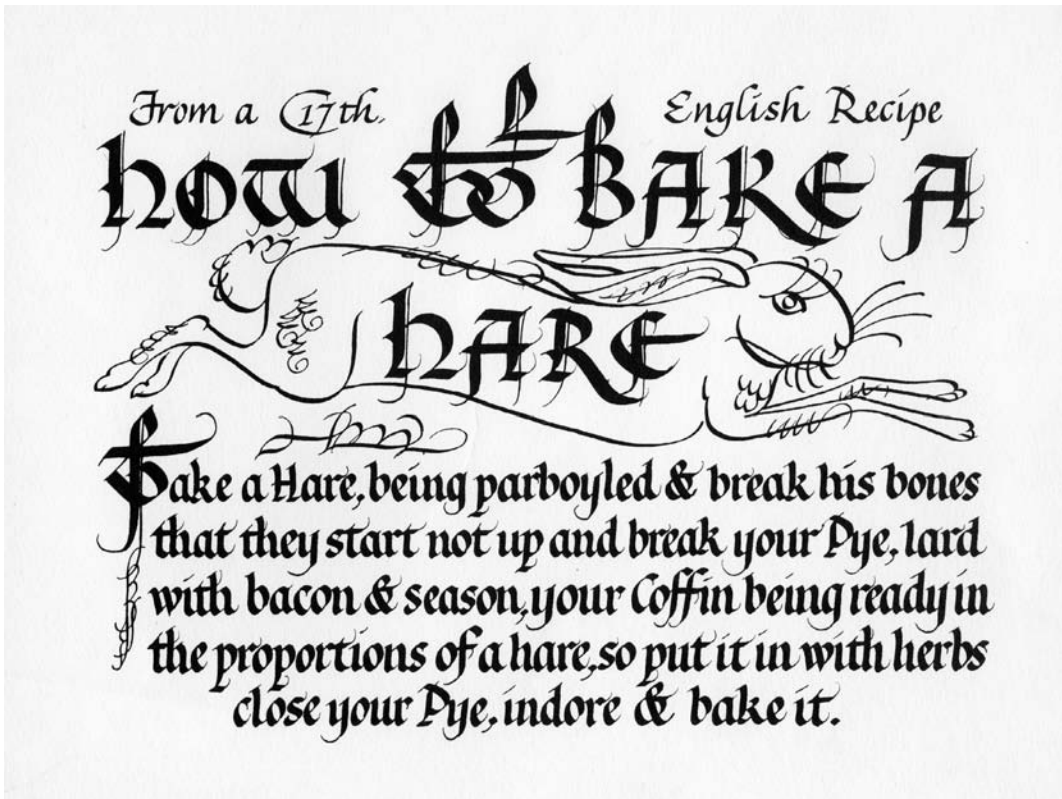 From a C17th. English Recipe
how to BAKE A
hARE
Take a Hare, being parboyled & break his bones
that they start not up and break your Pye, lard
with bacon & season, your Coffin being ready in
the proportions of a hare, so put it in with herbs
close your Pye, indore & bake it.